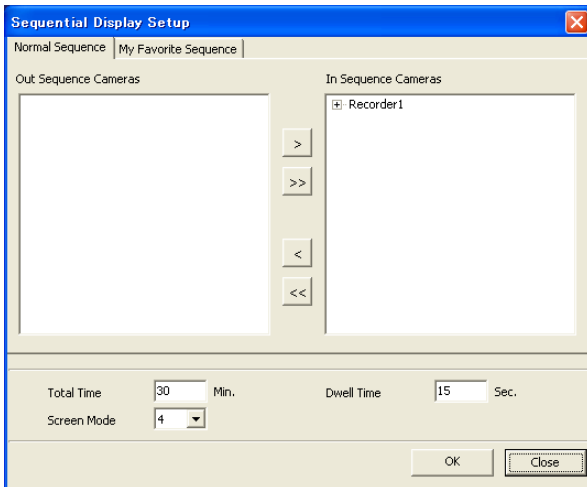 Sequential Display Setup
Normal Sequence My Favorite Sequence
Out Sequence Cameras In Sequence Cameras
Recorder1
>
>>
<
<<
Total Time 30 Min. Dwell Time 15 Sec.
Screen Mode 4
OK Close